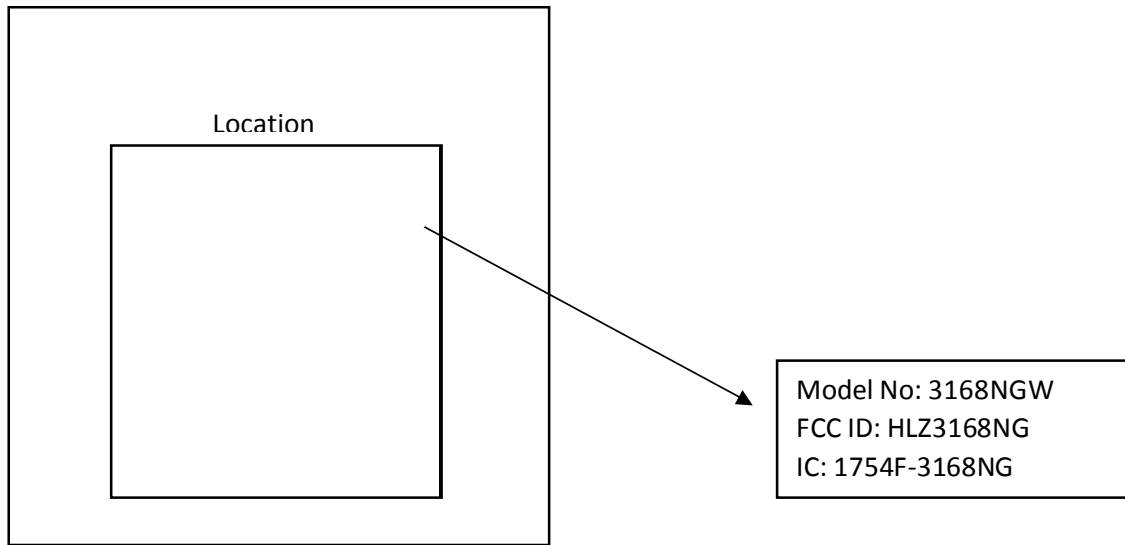 Location
Model No: 3168NGW
FCC ID: HLZ3168NG
IC: 1754F-3168NG